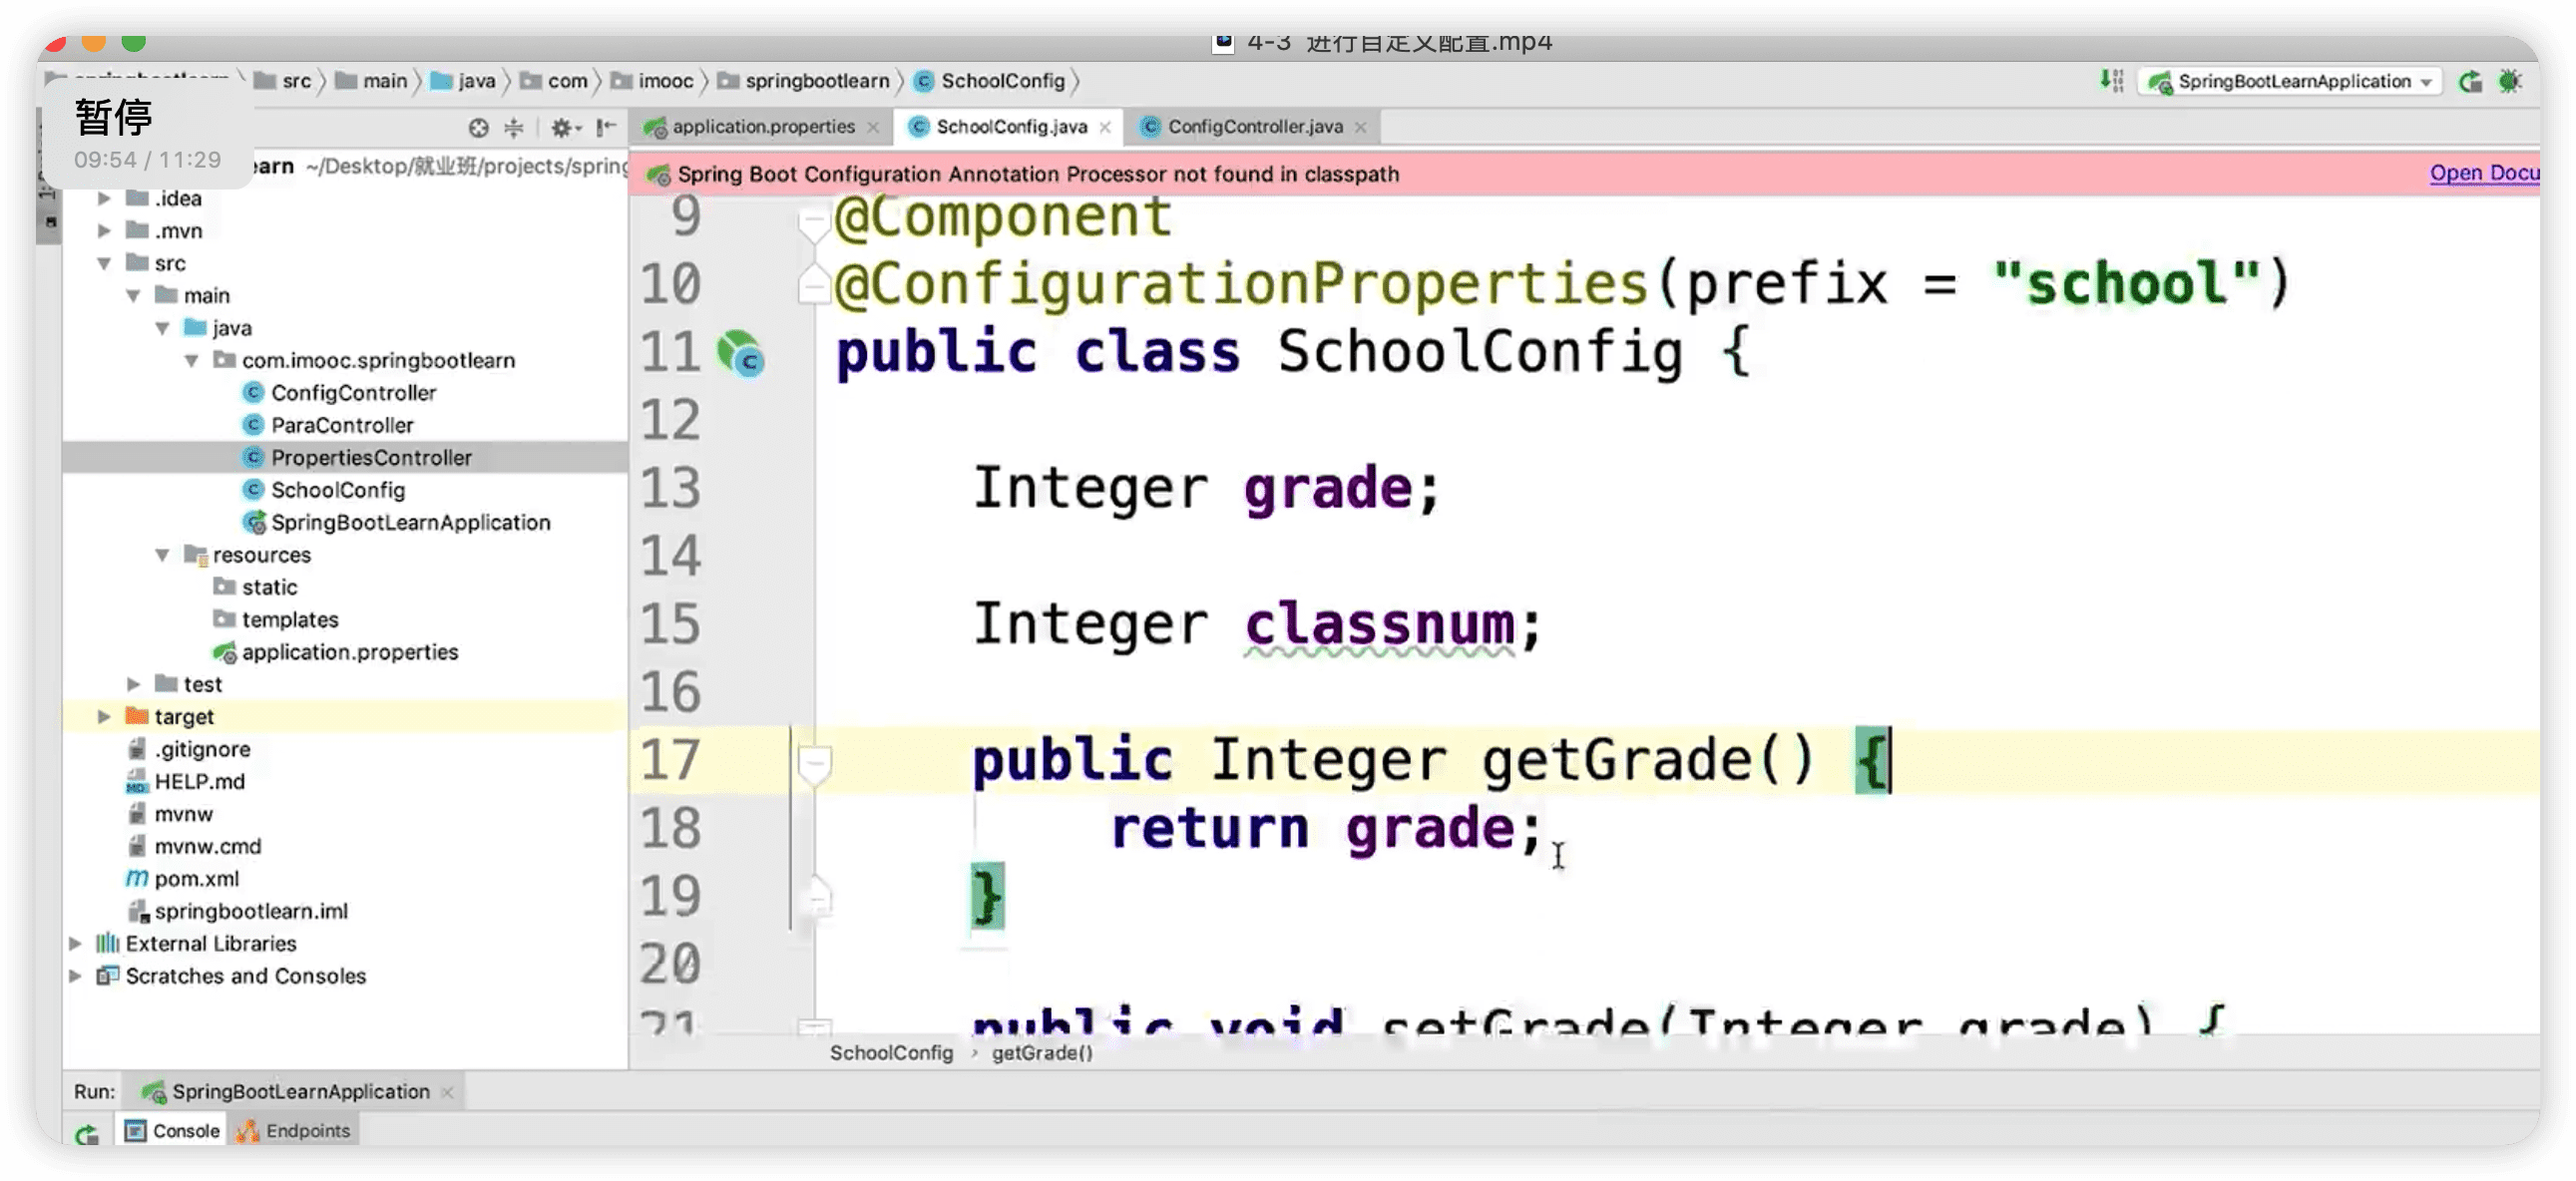 4-3 进行自定义配置.mp4
springbootlearn src main java com imooc springbootlearn SchoolConfig SpringBootLearnApplication
暂停
09:54 / 11:29
application.properties SchoolConfig.java ConfigController.java
earn ~/Desktop/就业班/projects/spring
Spring Boot Configuration Annotation Processor not found in classpath Open Docu
.idea
.mvn
src
main
java
com.imooc.springbootlearn
ConfigController
ParaController
PropertiesController
SchoolConfig
SpringBootLearnApplication
resources
static
templates
application.properties
test
target
.gitignore
HELP.md
mvnw
mvnw.cmd
pom.xml
springbootlearn.iml
External Libraries
Scratches and Consoles
9 @Component
10 @ConfigurationProperties(prefix = "school")
11 public class SchoolConfig {
12
13 Integer grade;
14
15 Integer classnum;
16
17 public Integer getGrade() {
18 return grade;
19 }
20
21 public void setGrade(Integer grade) {
SchoolConfig › getGrade()
Run: SpringBootLearnApplication
Console Endpoints